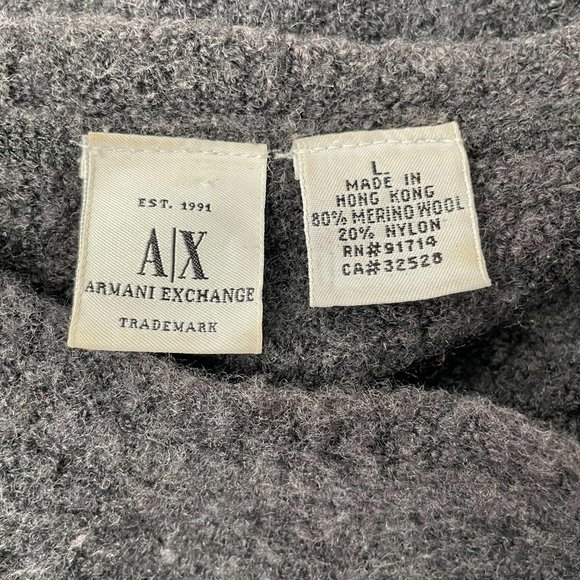 EST. 1991
A|X
ARMANI EXCHANGE
TRADEMARK
L
MADE IN
HONG KONG
80% MERINO WOOL
20% NYLON
RN#91714
CA#32528